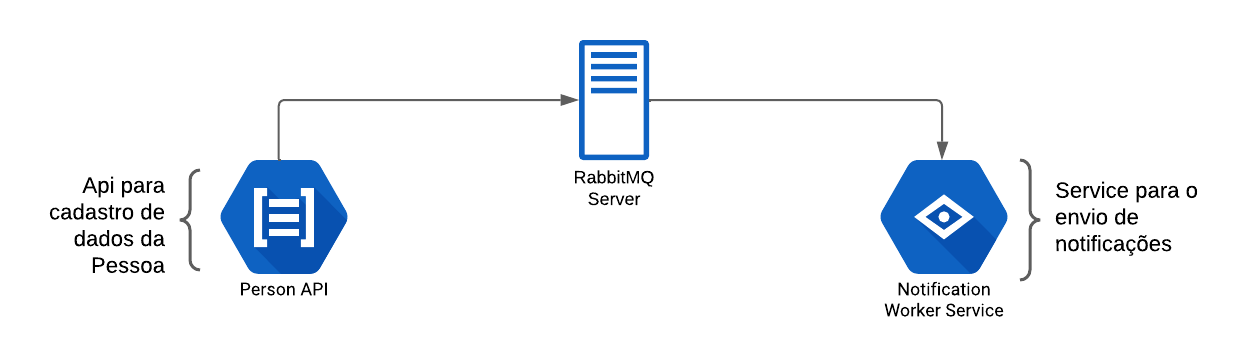 Api para
cadastro de
dados da
Pessoa
Person API
RabbitMQ
Server
Notification
Worker Service
Service para o
envio de
notificações